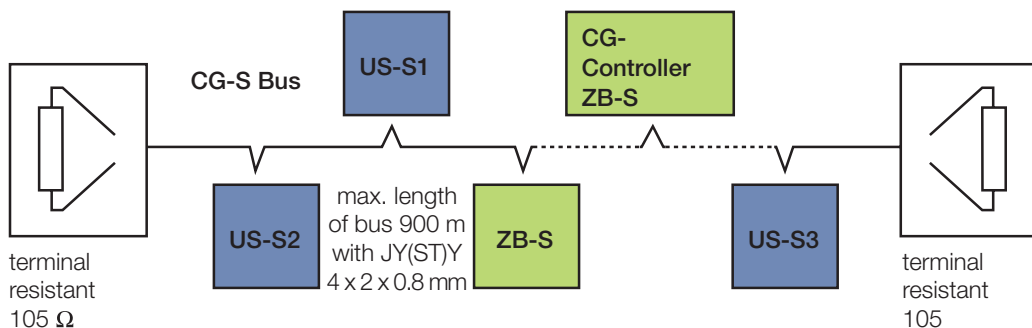 CG-S Bus
US-S1
CG-
Controller
ZB-S
US-S2
max. length
of bus 900 m
with JY(ST)Y
4 x 2 x 0.8 mm
ZB-S
US-S3
terminal
resistant
105 Ω
terminal
resistant
105